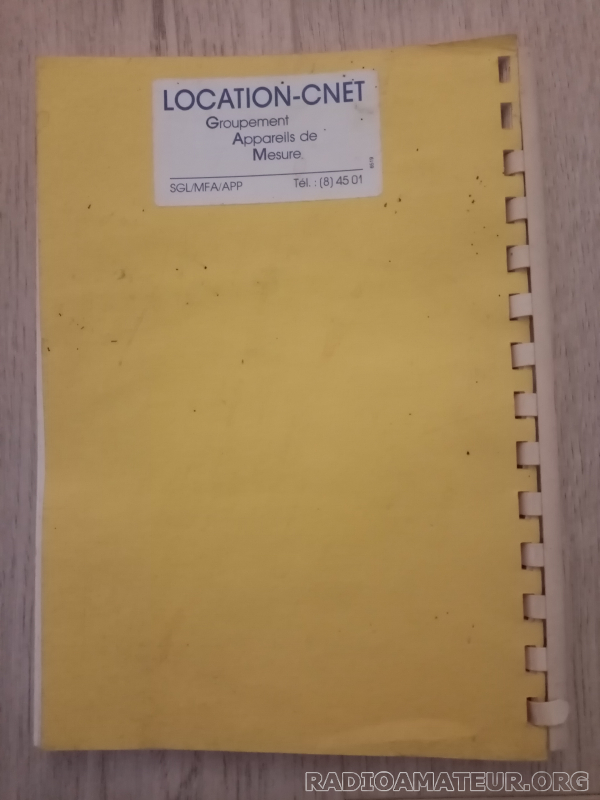 LOCATION-CNET
Groupement
Appareils de
Mesure.
SGL/MFA/APP Tél. : (8) 45 01
RADIOAMATEUR.ORG